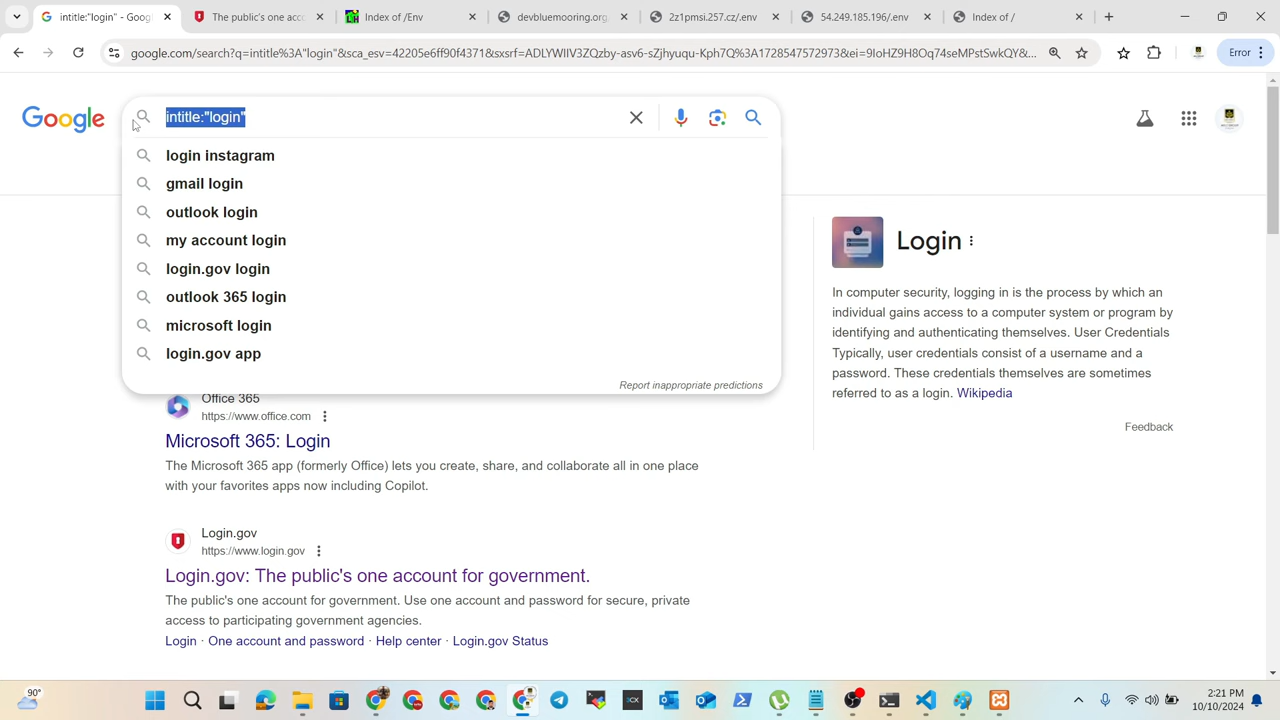 intitle:"login" - Goog
The public's one acc
Index of /Env
devbluemooring.org
2z1pmsi.257.cz/.env
54.249.185.196/.env
Index of /
google.com/search?q=intitle%3A"login"&sca_esv=42205e6ff90f4371&sxsrf=ADLYWIIV3ZQzby-asv6-sZjhyuqu-Kph7Q%3A1728547572973&ei=9IoHZ9H8Oq74seMPstSwkQY&...
Error
Google
intitle:"login"
login instagram
gmail login
outlook login
my account login
login.gov login
outlook 365 login
microsoft login
login.gov app
Report inappropriate predictions
Login
In computer security, logging in is the process by which an
individual gains access to a computer system or program by
identifying and authenticating themselves. User Credentials
Typically, user credentials consist of a username and a
password. These credentials themselves are sometimes
referred to as a login. Wikipedia
Feedback
Office 365
https://www.office.com
Microsoft 365: Login
The Microsoft 365 app (formerly Office) lets you create, share, and collaborate all in one place
with your favorites apps now including Copilot.
Login.gov
https://www.login.gov
Login.gov: The public's one account for government.
The public's one account for government. Use one account and password for secure, private
access to participating government agencies.
Login · One account and password · Help center · Login.gov Status
90°
2:21 PM
10/10/2024